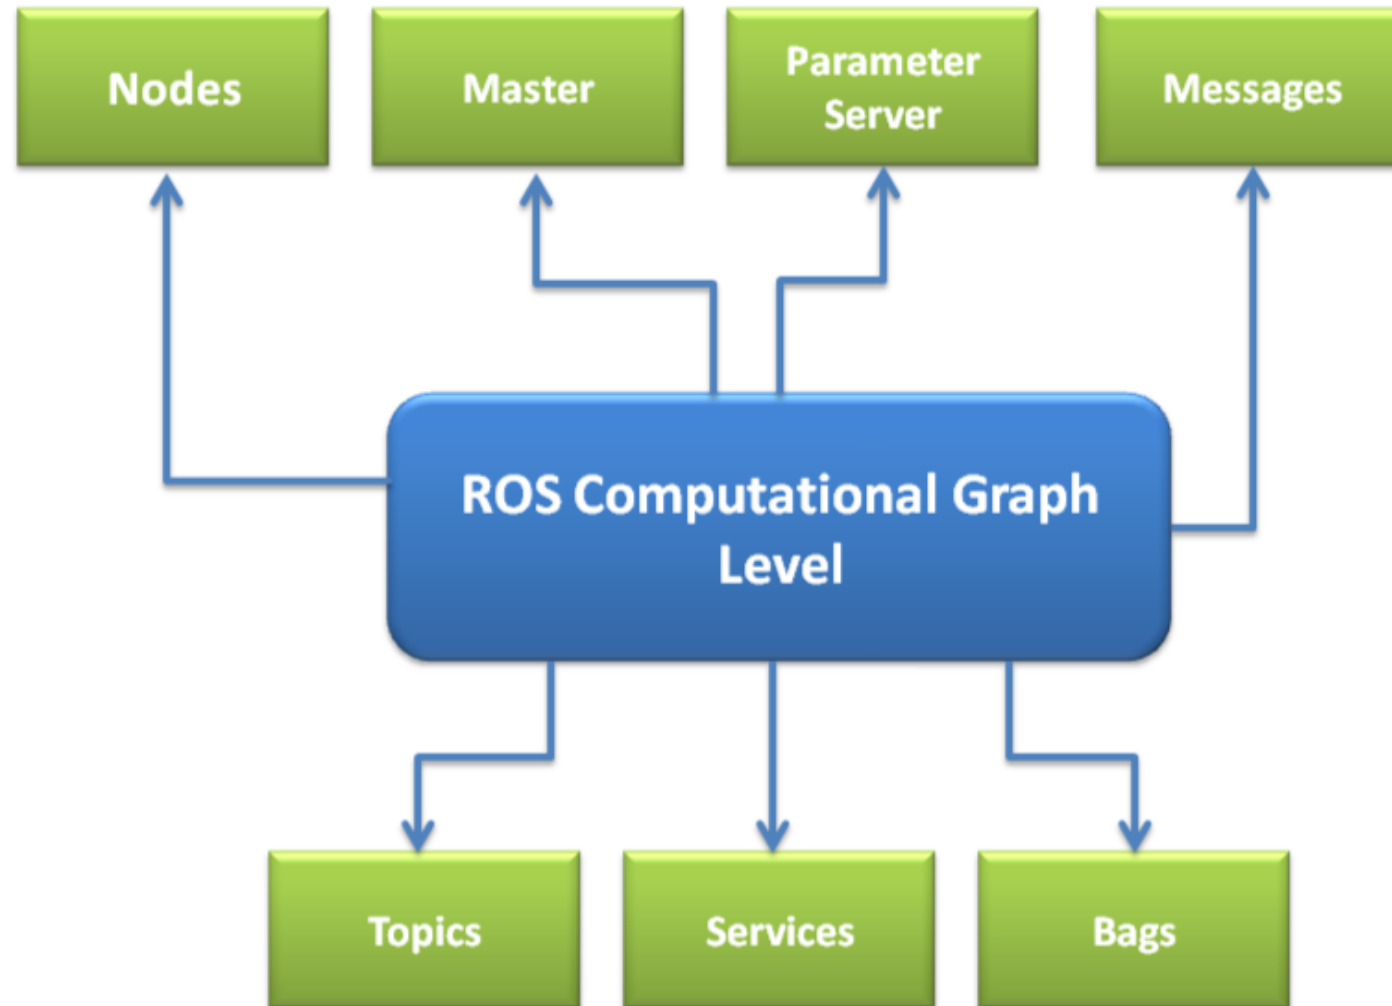 Nodes
Master
Parameter
Server
Messages
ROS Computational Graph
Level
Topics
Services
Bags